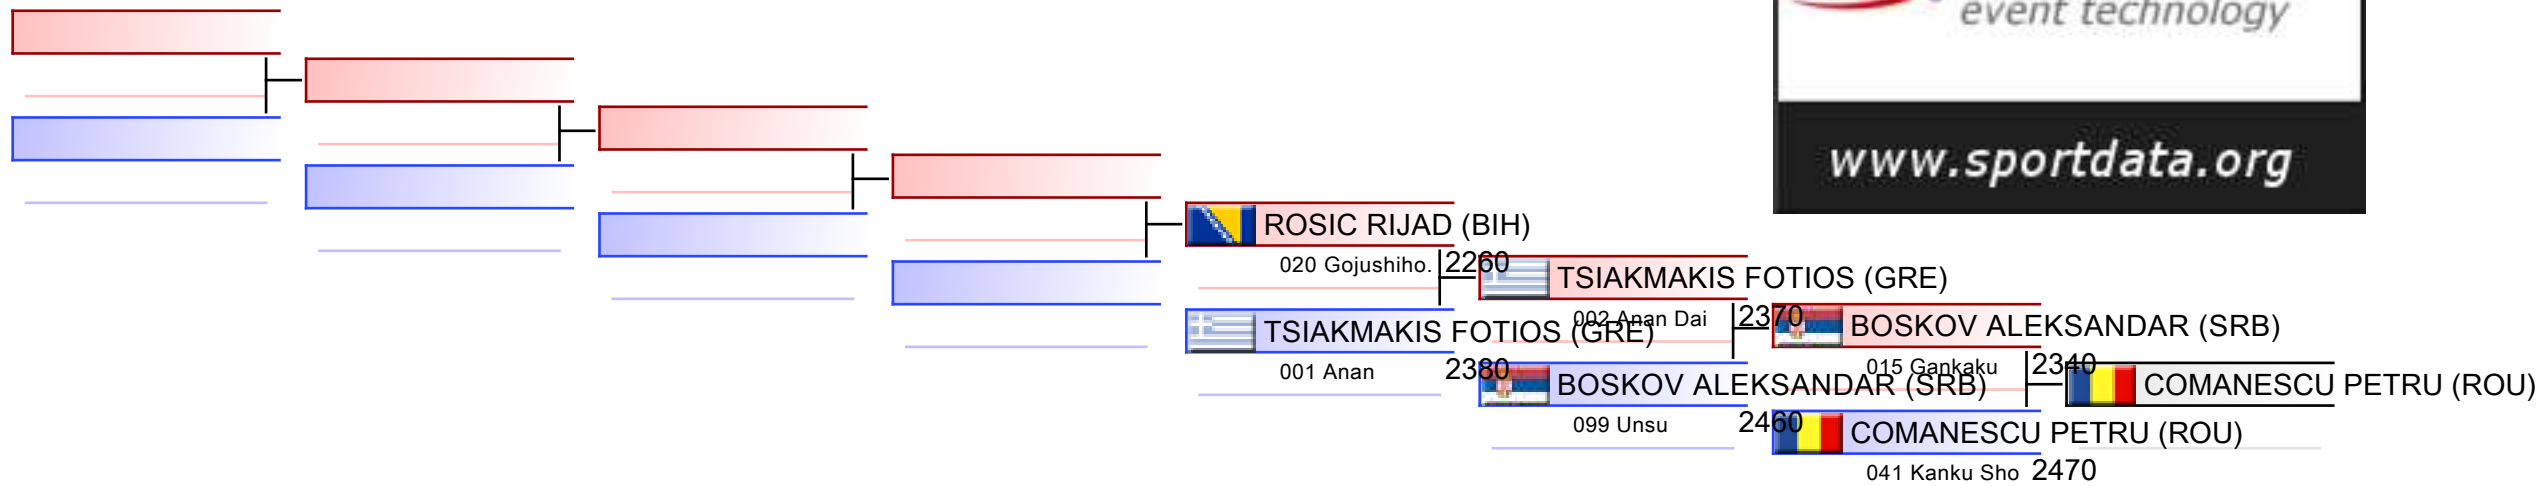 event technology
www.sportdata.org
ROSIC RIJAD (BIH)
020 Gojushiho. 2260
TSIAKMAKIS FOTIOS (GRE)
001 Anan 2380
TSIAKMAKIS FOTIOS (GRE)
002 Anan Dai 2370
BOSKOV ALEKSANDAR (SRB)
099 Unsu 2460
BOSKOV ALEKSANDAR (SRB)
015 Gankaku 2340
COMANESCU PETRU (ROU)
041 Kanku Sho 2470
COMANESCU PETRU (ROU)